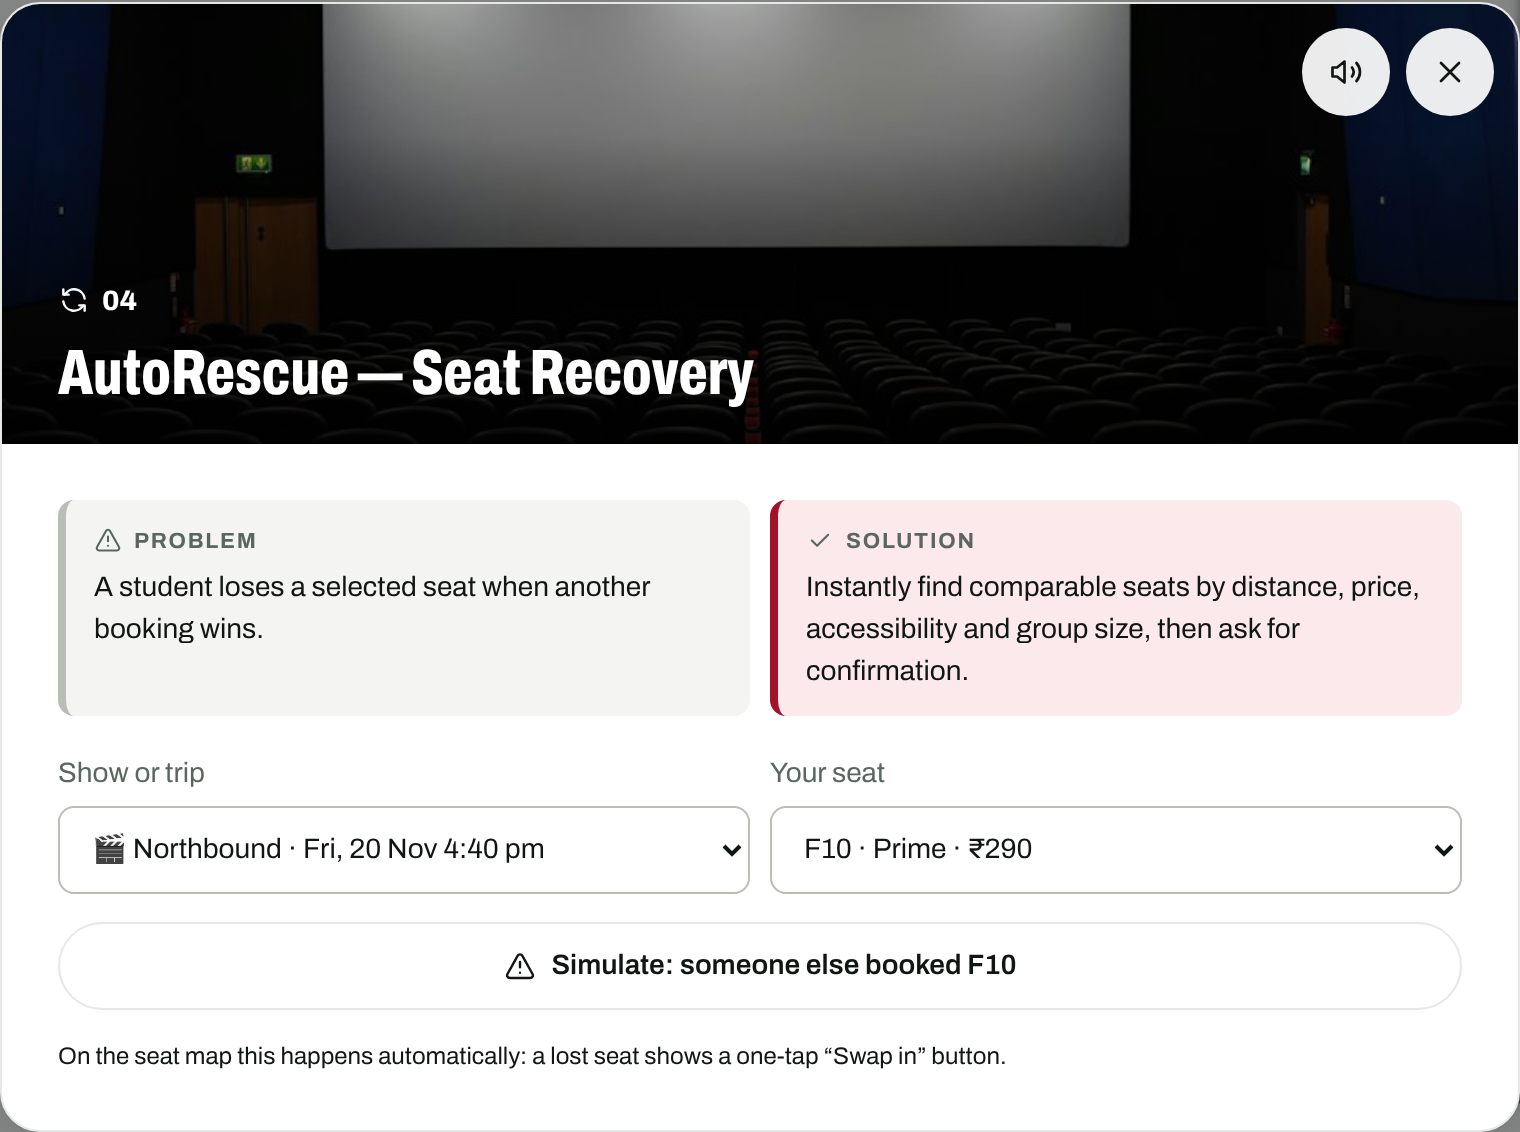 04
AutoRescue — Seat Recovery
PROBLEM
A student loses a selected seat when another
booking wins.
SOLUTION
Instantly find comparable seats by distance, price,
accessibility and group size, then ask for
confirmation.
Show or trip
🎬 Northbound · Fri, 20 Nov 4:40 pm
Your seat
F10 · Prime · ₹290
Simulate: someone else booked F10
On the seat map this happens automatically: a lost seat shows a one-tap “Swap in” button.